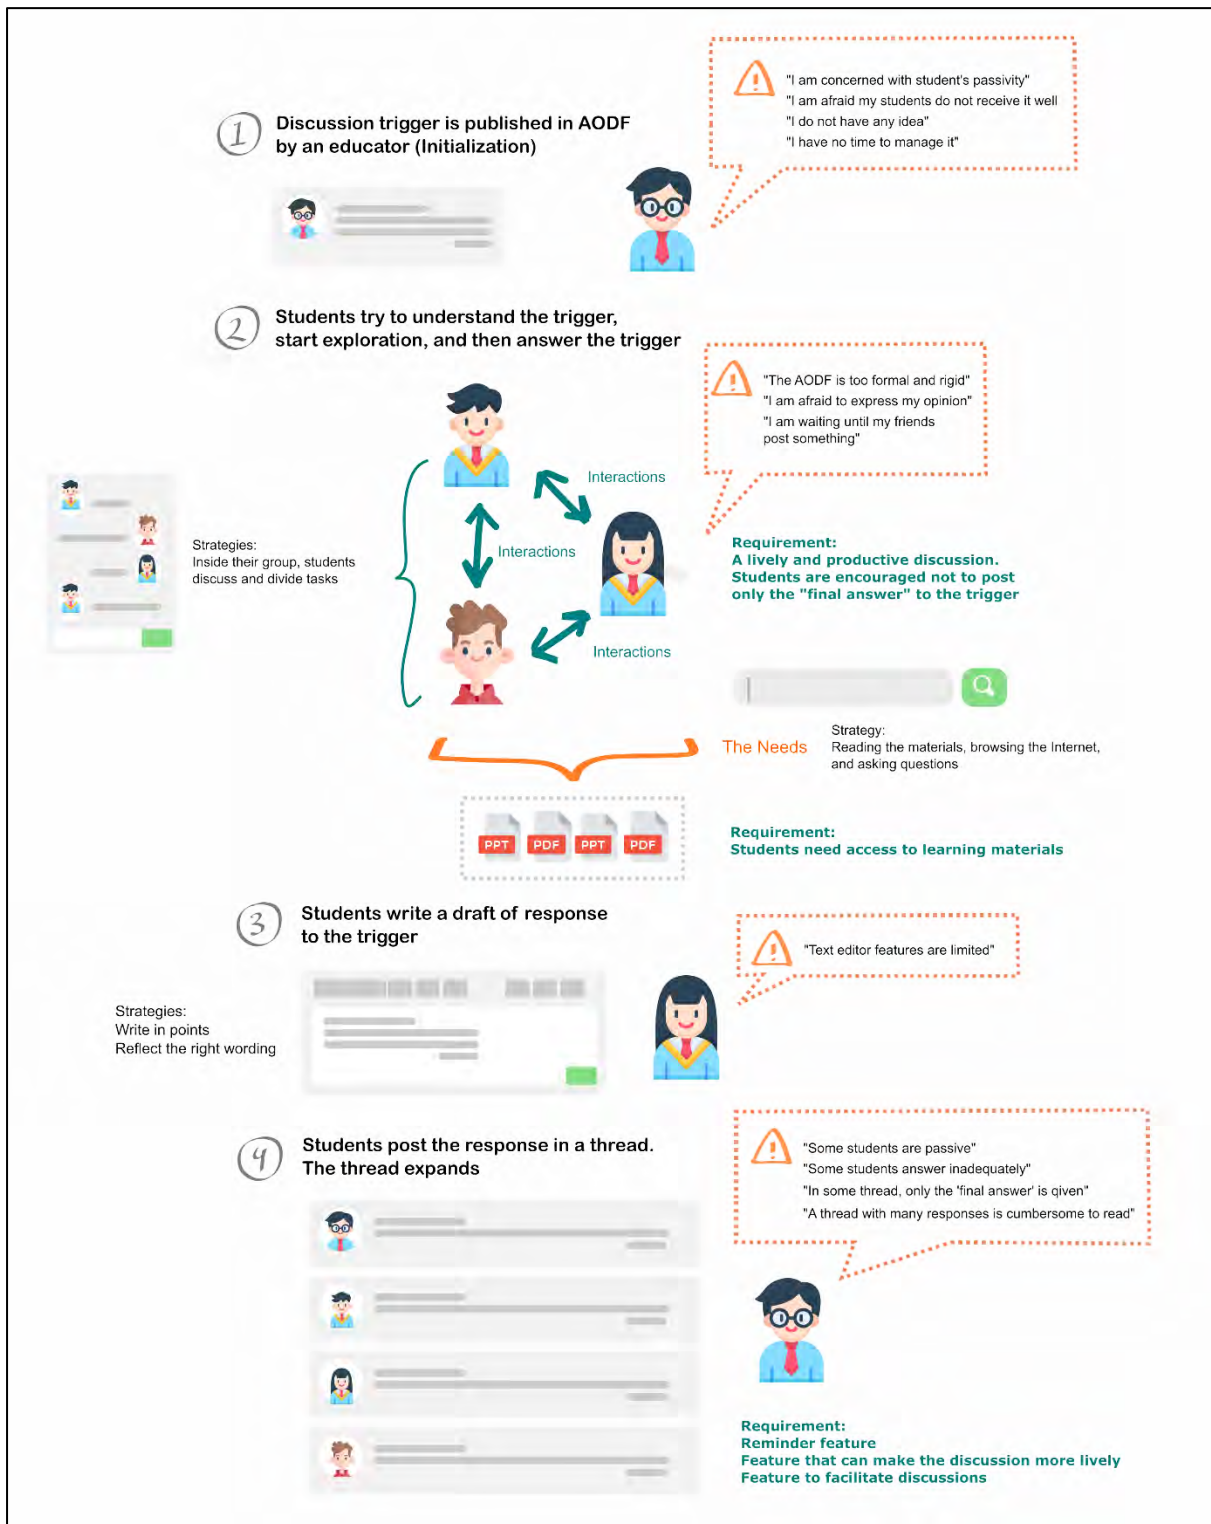 1
Discussion trigger is published in AODF
by an educator (Initialization)
"I am concerned with student's passivity"
"I am afraid my students do not receive it well
"I do not have any idea"
"I have no time to manage it"
2
Students try to understand the trigger,
start exploration, and then answer the trigger
"The AODF is too formal and rigid"
"I am afraid to express my opinion"
"I am waiting until my friends
post something"
Interactions
Interactions
Interactions
Strategies:
Inside their group, students
discuss and divide tasks
Requirement:
A lively and productive discussion.
Students are encouraged not to post
only the "final answer" to the trigger
The Needs
Strategy:
Reading the materials, browsing the Internet,
and asking questions
PPT PDF PPT PDF
Requirement:
Students need access to learning materials
3
Students write a draft of response
to the trigger
"Text editor features are limited"
Strategies:
Write in points
Reflect the right wording
4
Students post the response in a thread.
The thread expands
"Some students are passive"
"Some students answer inadequately"
"In some thread, only the 'final answer' is qiven"
"A thread with many responses is cumbersome to read"
Requirement:
Reminder feature
Feature that can make the discussion more lively
Feature to facilitate discussions